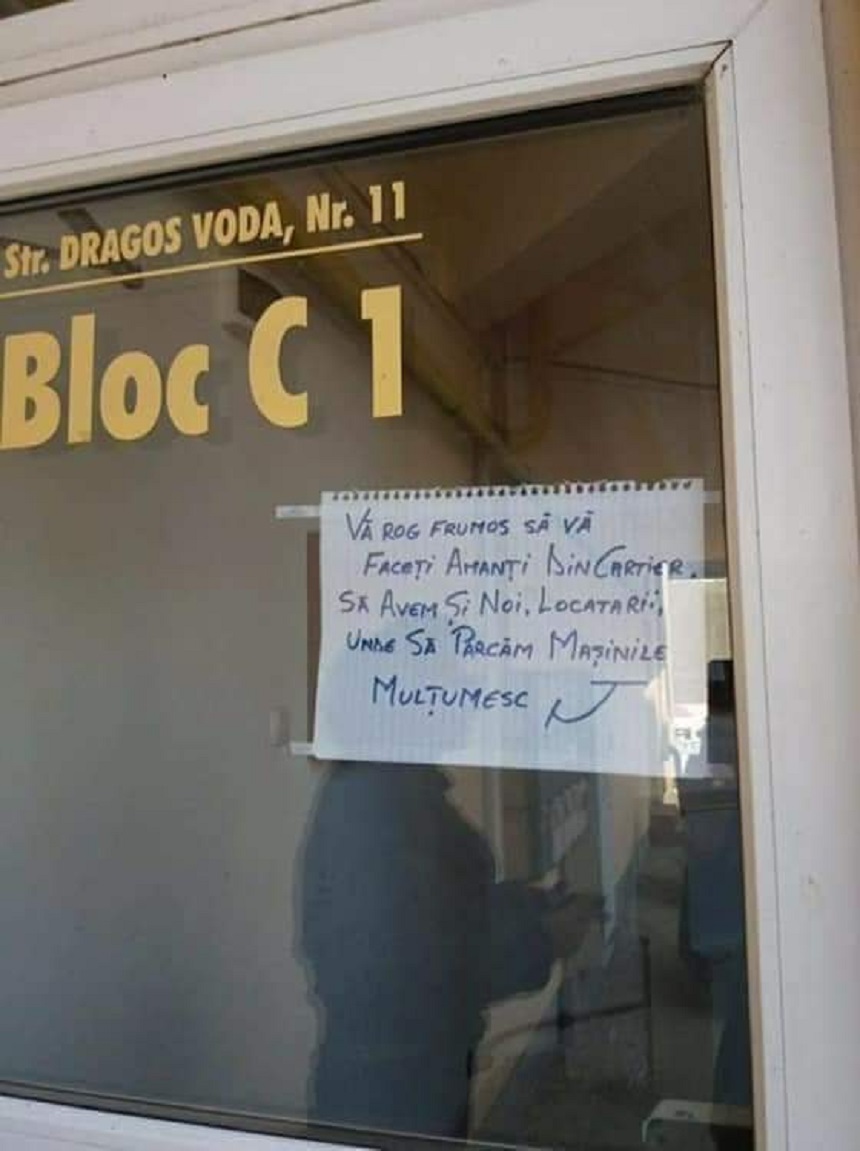 Str. DRAGOS VODA, Nr. 11
Bloc C 1
VĂ ROG FRUMOS SĂ VĂ
FACEȚI AMANȚI DIN CARTIER,
SĂ AVEM ȘI NOI, LOCATARII,
UNDE SĂ PARCĂM MAȘINILE
MULȚUMESC